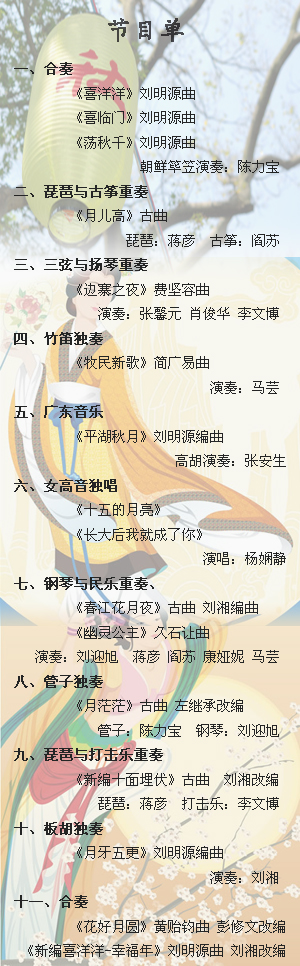 节目单
一、合奏
《喜洋洋》刘明源曲
《喜临门》刘明源曲
《荡秋千》刘明源曲
朝鲜筚笠演奏：陈力宝
二、琵琶与古筝重奏
《月儿高》古曲
琵琶：蒋彦 古筝：阎苏
三、三弦与扬琴重奏
《边寨之夜》费坚容曲
演奏：张馨元 肖俊华 李文博
四、竹笛独奏
《牧民新歌》简广易曲
演奏：马芸
五、广东音乐
《平湖秋月》刘明源编曲
高胡演奏：张安生
六、女高音独唱
《十五的月亮》
《长大后我就成了你》
演唱：杨娴静
七、钢琴与民乐重奏、
《春江花月夜》古曲 刘湘编曲
《幽灵公主》久石让曲
演奏：刘迎旭 蒋彦 阎苏 康娅妮 马芸
八、管子独奏
《月茫茫》古曲 左继承改编
管子：陈力宝 钢琴：刘迎旭
九、琵琶与打击乐重奏
《新编十面埋伏》古曲 刘湘改编
琵琶：蒋彦 打击乐：李文博
十、板胡独奏
《月牙五更》刘明源编曲
演奏：刘湘
十一、合奏
《花好月圆》黄贻钧曲 彭修文改编
《新编喜洋洋-幸福年》刘明源曲 刘湘改编